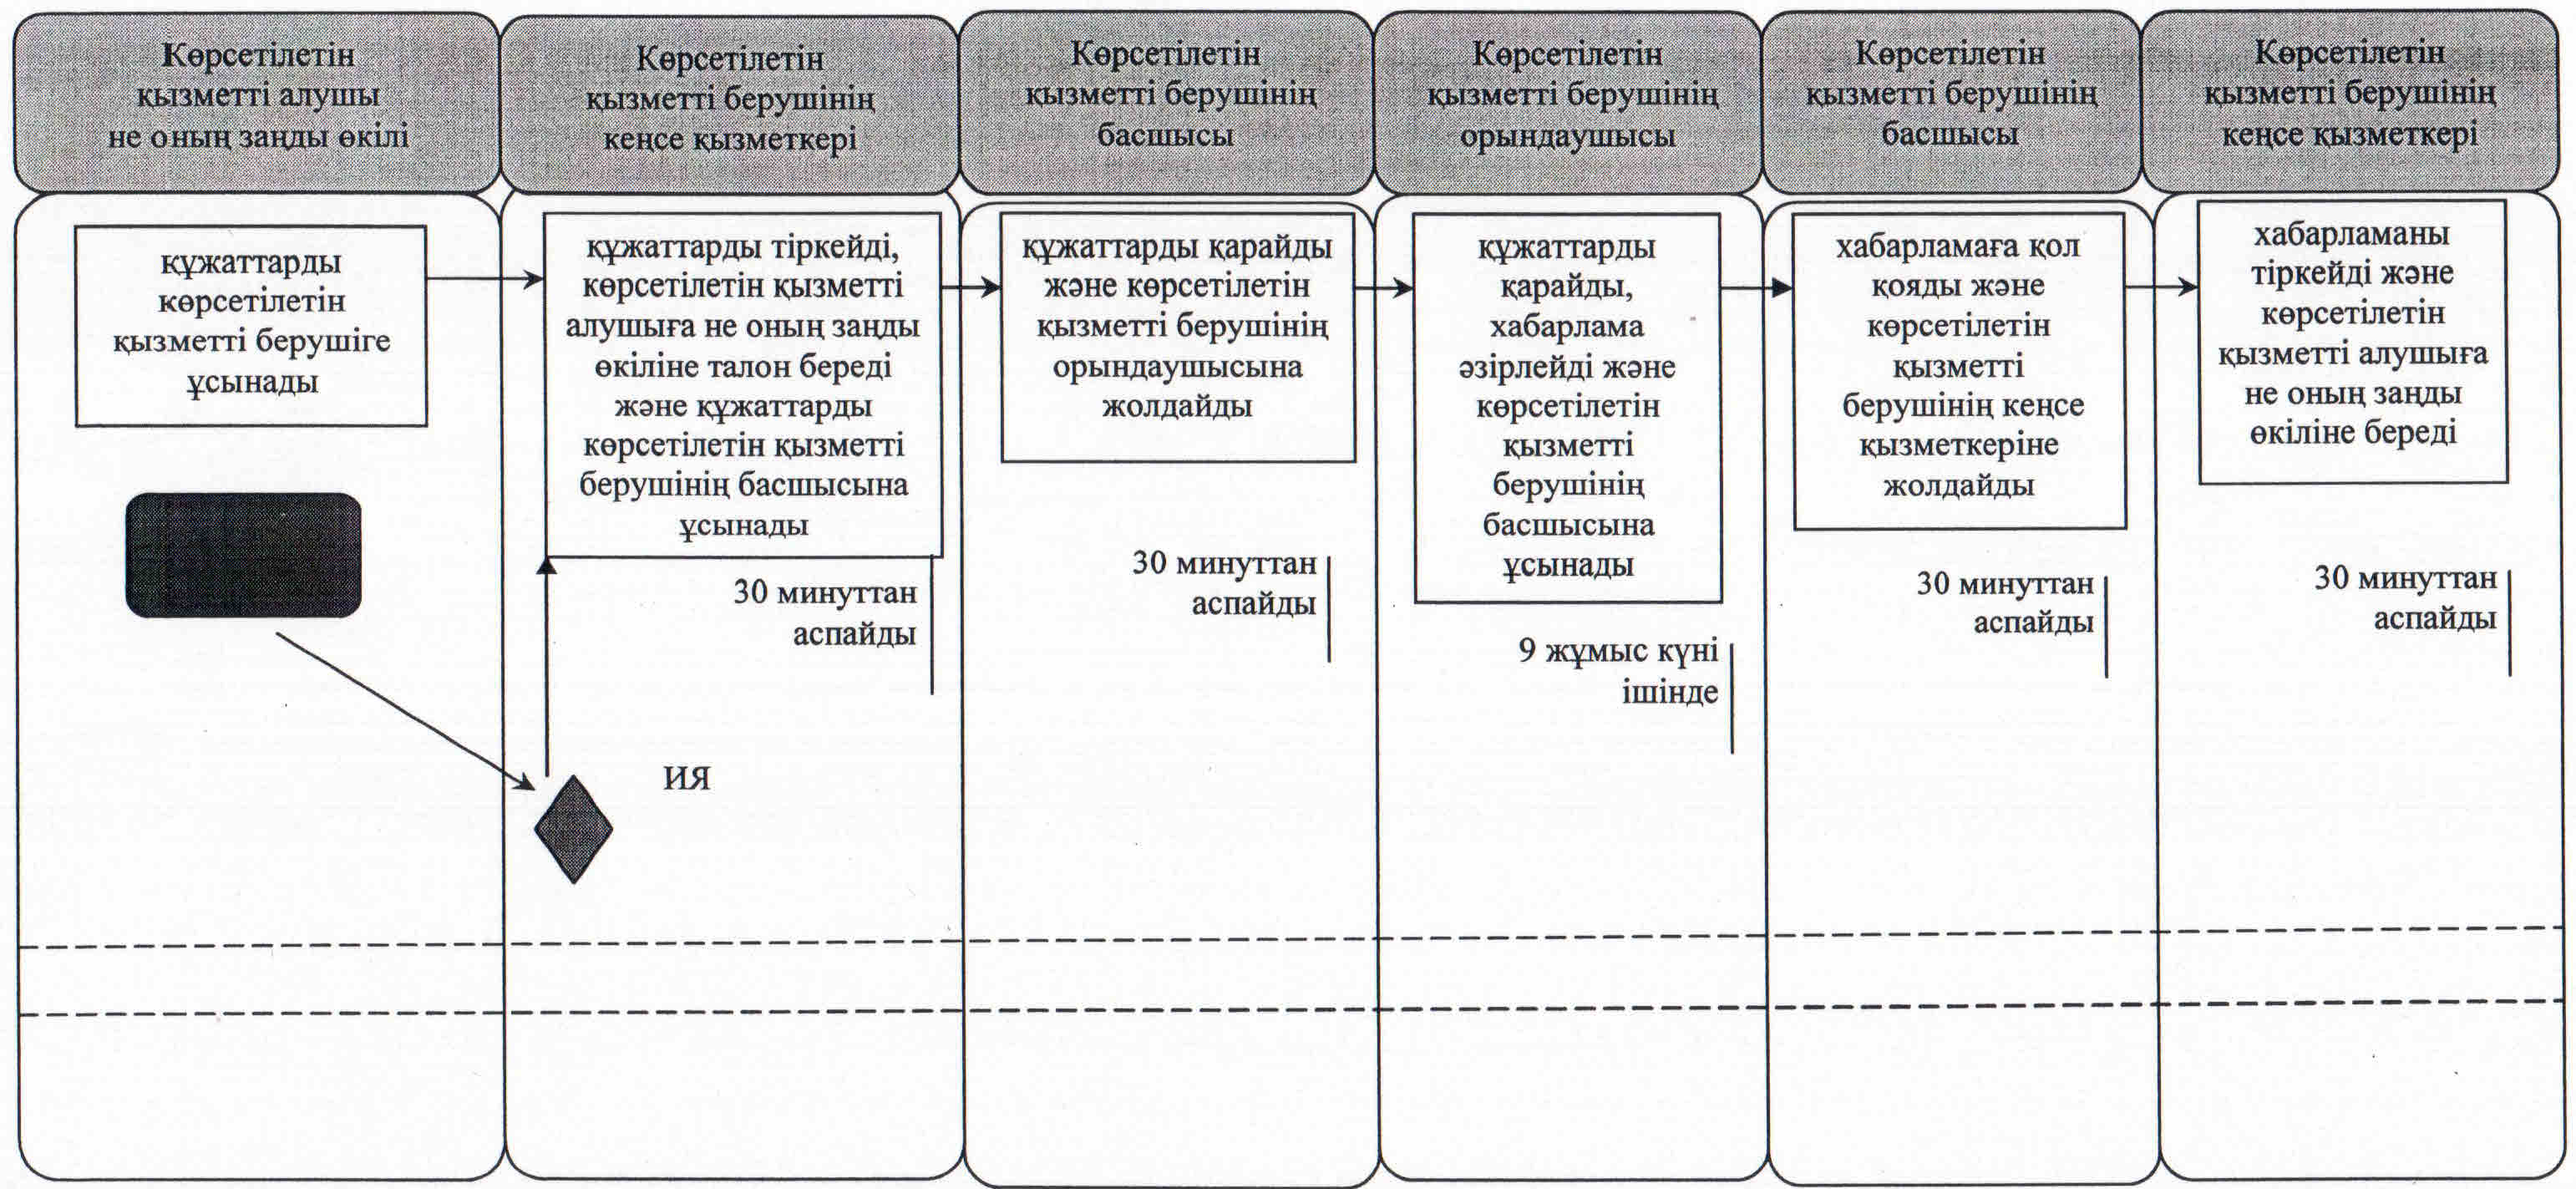 Көрсетілетін
қызметті алушы
не оның заңды өкілі
Көрсетілетін
қызметті берушінің
кеңсе қызметкері
Көрсетілетін
қызметті берушінің
басшысы
Көрсетілетін
қызметті берушінің
орындаушысы
Көрсетілетін
қызметті берушінің
басшысы
Көрсетілетін
қызметті берушінің
кеңсе қызметкері
құжаттарды
көрсетілетін
қызметті берушіге
ұсынады
құжаттарды тіркейді,
көрсетілетін қызметті
алушыға не оның заңды
өкіліне талон береді
және құжаттарды
көрсетілетін қызметті
берушінің басшысына
ұсынады
30 минуттан
аспайды
ИЯ
құжаттарды қарайды
және көрсетілетін
қызметті берушінің
орындаушысына
жолдайды
30 минуттан
аспайды
құжаттарды
қарайды,
хабарлама
әзірлейді және
көрсетілетін
қызметті
берушінің
басшысына
ұсынады
9 жұмыс күні
ішінде
хабарламаға қол
қояды және
көрсетілетін
қызметті
берушінің кеңсе
қызметкеріне
жолдайды
30 минуттан
аспайды
хабарламаны
тіркейді және
көрсетілетін
қызметті алушыға
не оның заңды
өкіліне береді
30 минуттан
аспайды